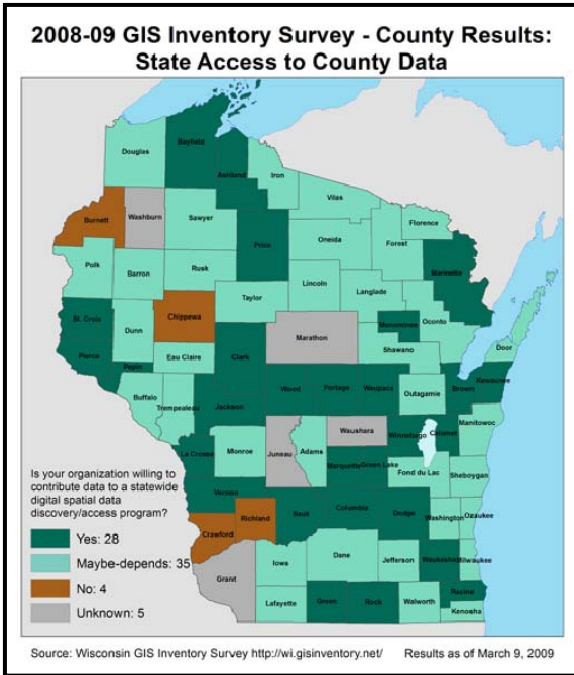 2008-09 GIS Inventory Survey - County Results:
State Access to County Data
Bayfield
Douglas
Ashland
Iron
Vilas
Burnett
Washburn
Sawyer
Price
Oneida
Florence
Forest
Marinette
Polk
Barron
Rusk
Lincoln
Langlade
Taylor
Chippewa
Menominee
Oconto
St. Croix
Dunn
Marathon
Shawano
Door
Pierce
Pepin
Eau Claire
Clark
Kewaunee
Buffalo
Trempealeau
Jackson
Wood
Portage
Waupaca
Outagamie
Brown
Manitowoc
Waushara
Winnebago
Calumet
La Crosse
Monroe
Juneau
Adams
Marquette
Green Lake
Fond du Lac
Sheboygan
Vernon
Crawford
Richland
Sauk
Columbia
Dodge
Washington
Ozaukee
Grant
Iowa
Dane
Jefferson
Waukesha
Milwaukee
Lafayette
Green
Rock
Walworth
Racine
Kenosha
Is your organization willing to
contribute data to a statewide
digital spatial data
discovery/access program?
Yes: 28
Maybe-depends: 35
No: 4
Unknown: 5
Source: Wisconsin GIS Inventory Survey http://wii.gisinventory.net/ Results as of March 9, 2009